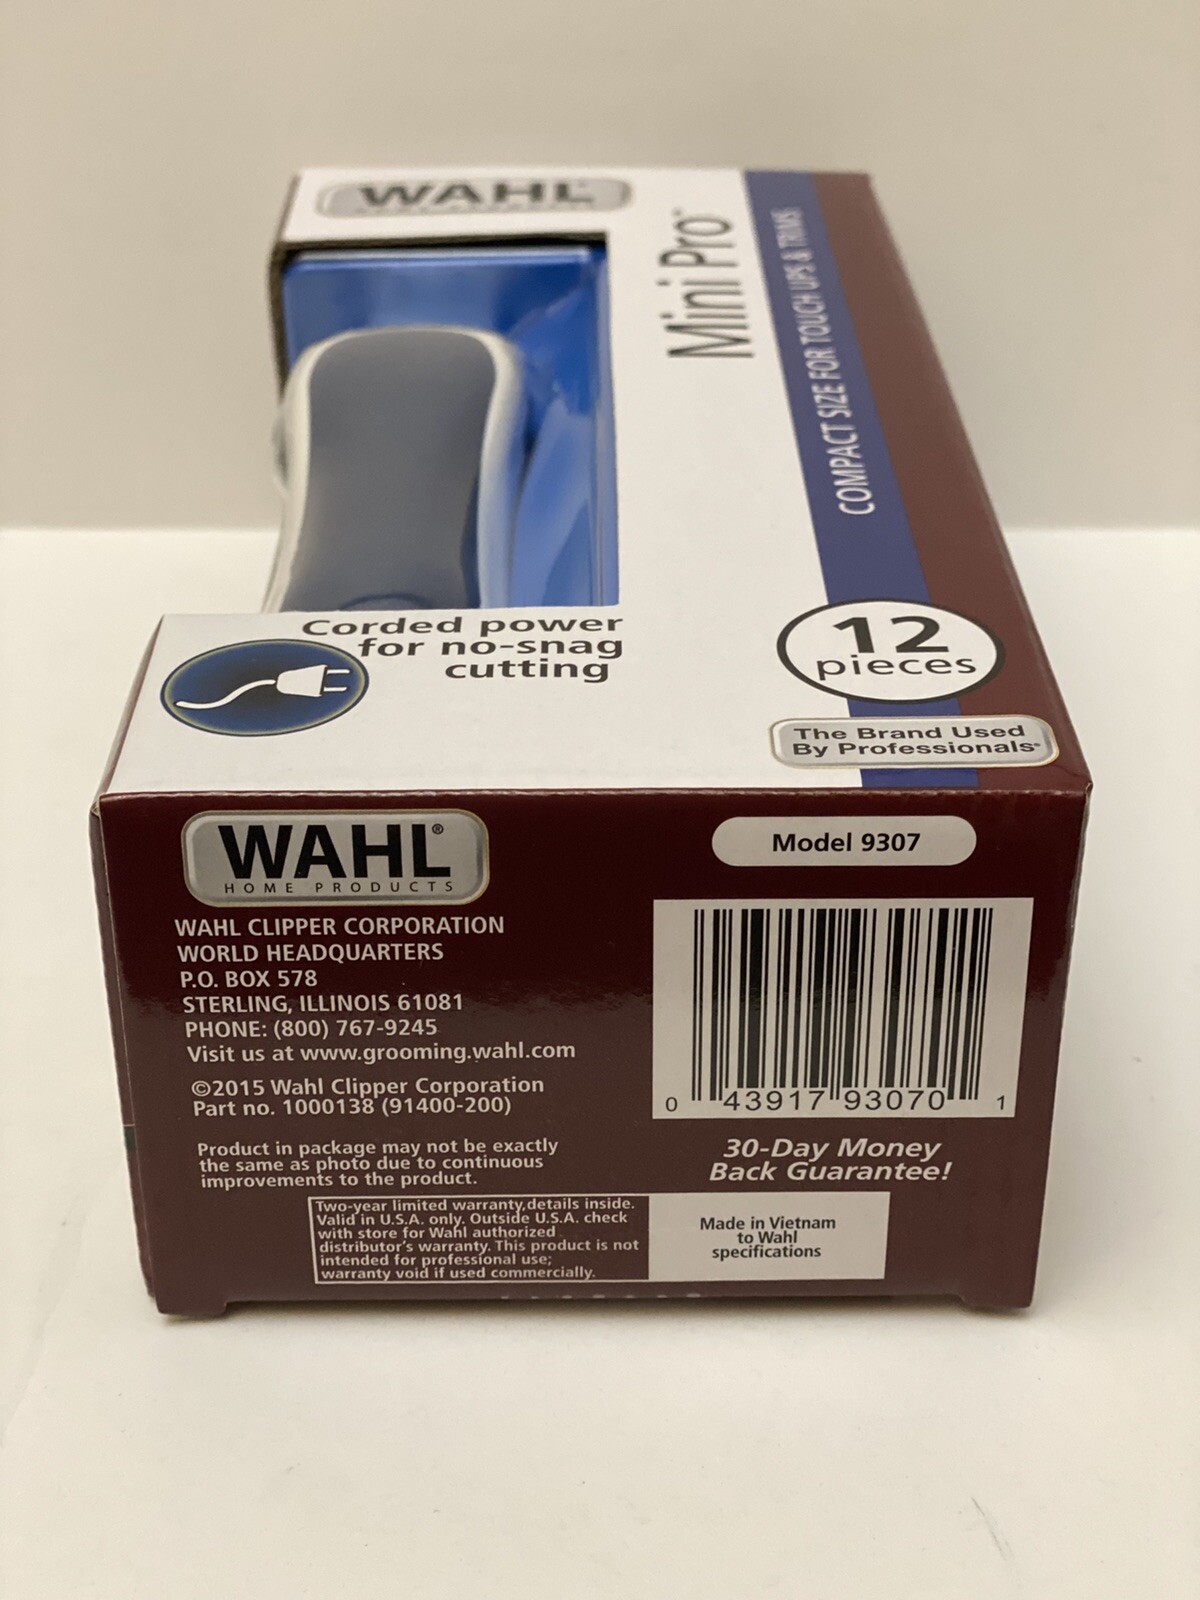 WAHL
Mini Pro™
COMPACT SIZE FOR TOUCH UPS & TRIMS
Corded power
for no-snag
cutting
12
pieces
The Brand Used
By Professionals®
WAHL®
HOME PRODUCTS
WAHL CLIPPER CORPORATION
WORLD HEADQUARTERS
P.O. BOX 578
STERLING, ILLINOIS 61081
PHONE: (800) 767-9245
Visit us at www.grooming.wahl.com
©2015 Wahl Clipper Corporation
Part no. 1000138 (91400-200)
Product in package may not be exactly
the same as photo due to continuous
improvements to the product.
Two-year limited warranty,details inside.
Valid in U.S.A. only. Outside U.S.A. check
with store for Wahl authorized
distributor's warranty. This product is not
intended for professional use;
warranty void if used commercially.
Model 9307
0 43917 93070 1
30-Day Money
Back Guarantee!
Made in Vietnam
to Wahl
specifications